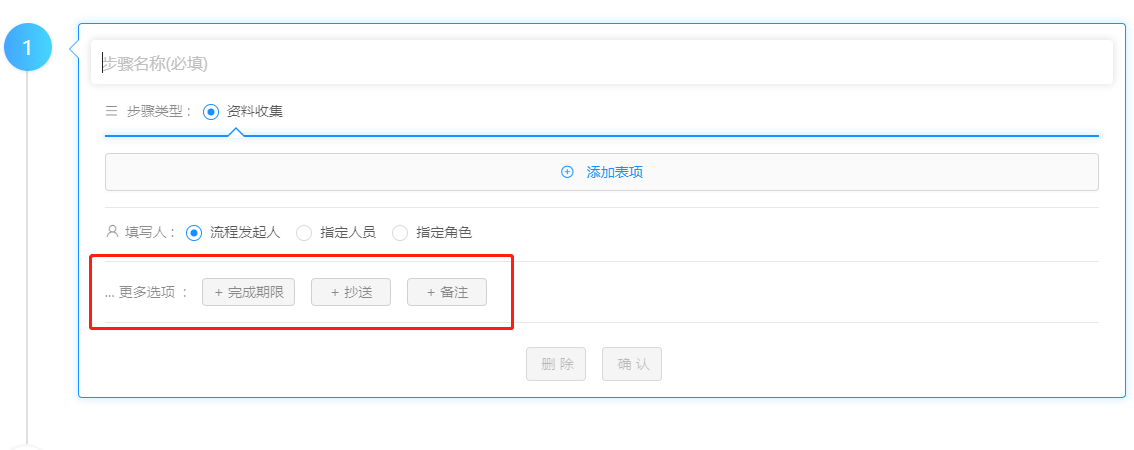 1
步骤名称(必填)
步骤类型： 资料收集
添加表项
填写人： 流程发起人 指定人员 指定角色
... 更多选项 ： + 完成期限 + 抄送 + 备注
删 除 确 认